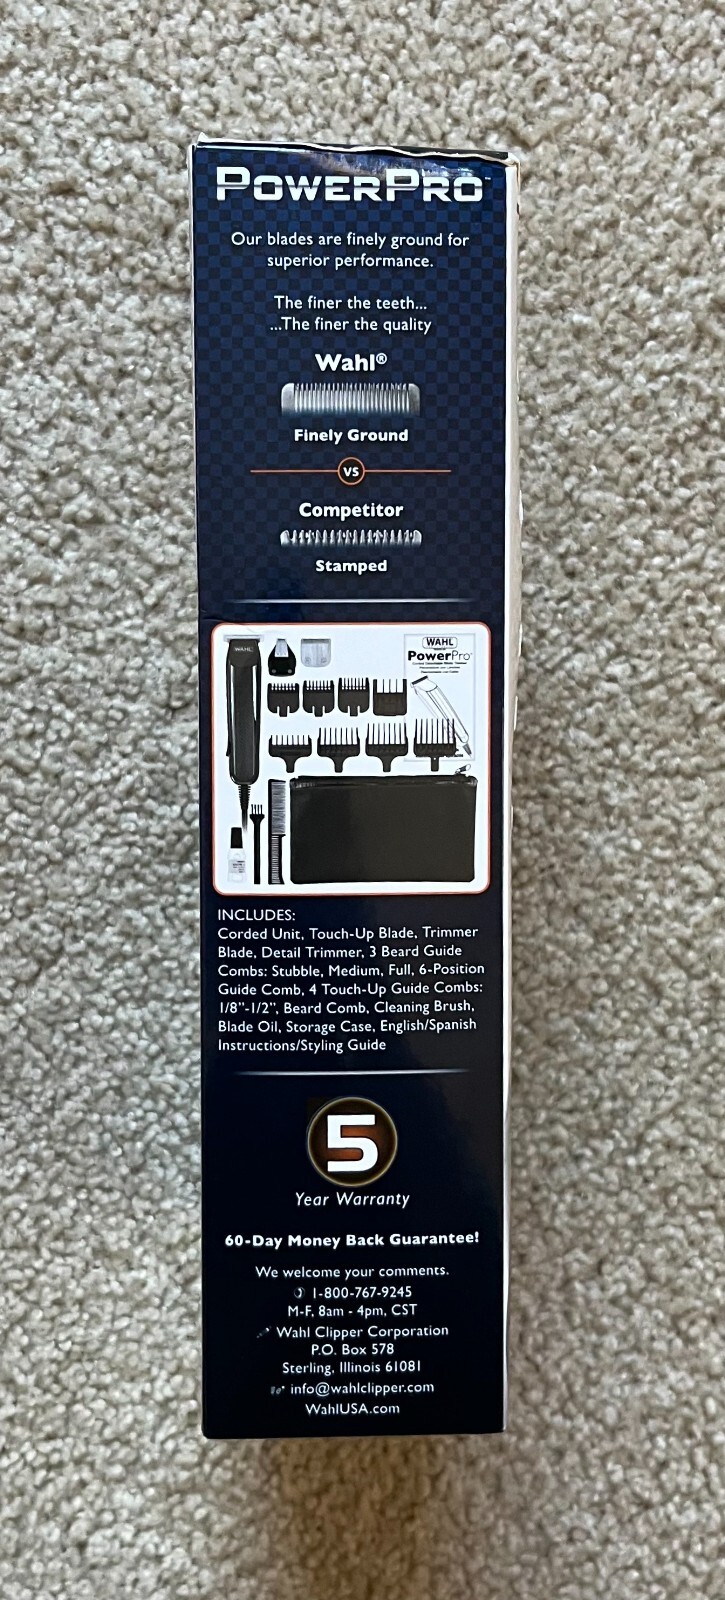 POWERPRO™
Our blades are finely ground for
superior performance.
The finer the teeth...
...The finer the quality
Wahl®
Finely Ground
VS
Competitor
Stamped
WAHL
WAHL
PowerPro
INCLUDES:
Corded Unit, Touch-Up Blade, Trimmer
Blade, Detail Trimmer, 3 Beard Guide
Combs: Stubble, Medium, Full, 6-Position
Guide Comb, 4 Touch-Up Guide Combs:
1/8”-1/2”, Beard Comb, Cleaning Brush,
Blade Oil, Storage Case, English/Spanish
Instructions/Styling Guide
5
Year Warranty
60-Day Money Back Guarantee!
We welcome your comments.
1-800-767-9245
M-F, 8am - 4pm, CST
Wahl Clipper Corporation
P.O. Box 578
Sterling, Illinois 61081
info@wahlclipper.com
WahlUSA.com